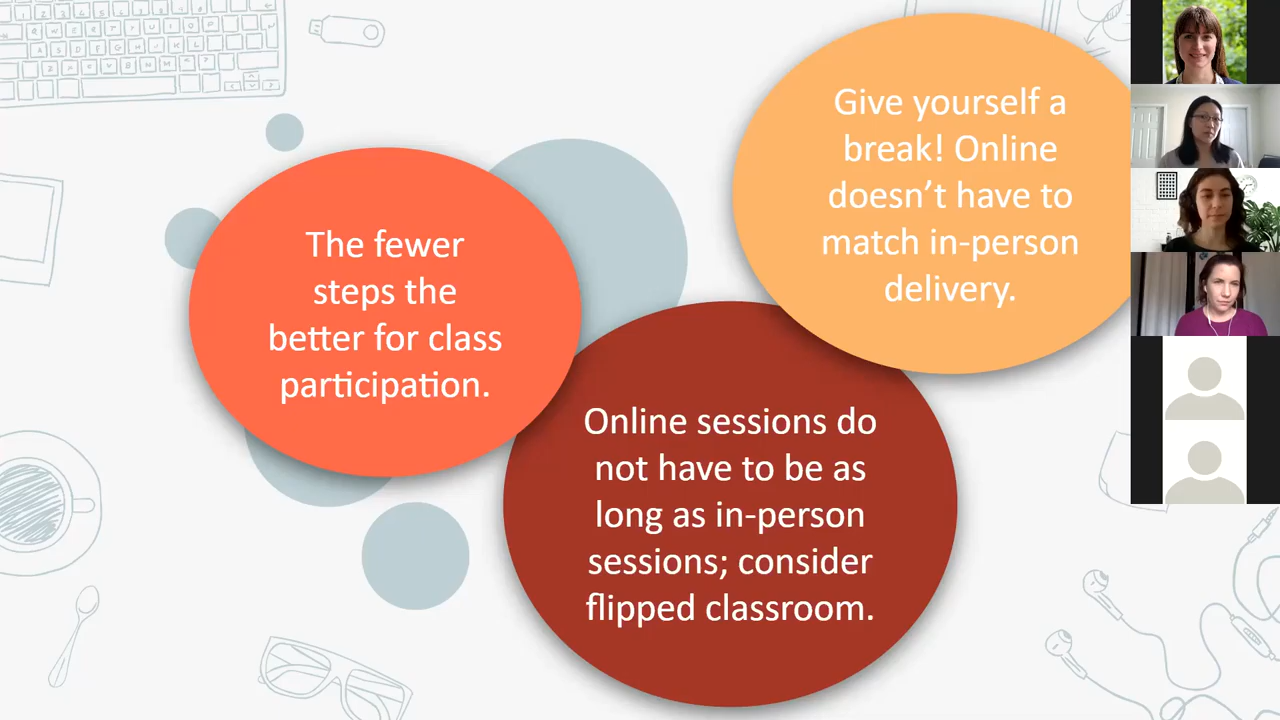 The fewer
steps the
better for class
participation.
Online sessions do
not have to be as
long as in-person
sessions; consider
flipped classroom.
Give yourself a
break! Online
doesn’t have to
match in-person
delivery.